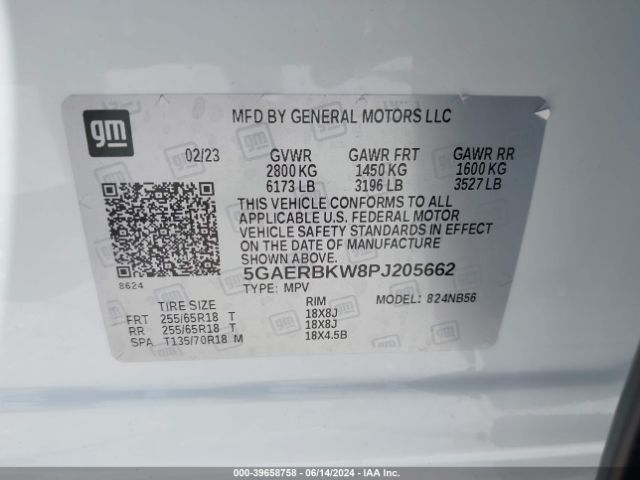 gm
MFD BY GENERAL MOTORS LLC
02/23 GVWR GAWR FRT GAWR RR
2800 KG 1450 KG 1600 KG
6173 LB 3196 LB 3527 LB
THIS VEHICLE CONFORMS TO ALL
APPLICABLE U.S. FEDERAL MOTOR
VEHICLE SAFETY STANDARDS IN EFFECT
ON THE DATE OF MANUFACTURE
SHOWN ABOVE.
8624
5GAERBKW8PJ205662
TYPE: MPV MODEL: 824NB56
TIRE SIZE RIM
FRT 255/65R18 T 18X8J
RR 255/65R18 T 18X8J
SPA T135/70R18 M 18X4.5B
000-39658758 - 06/14/2024 - IAAI.COM